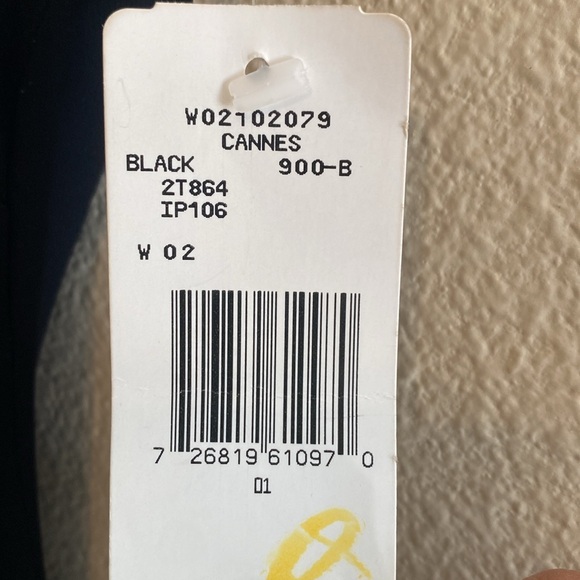 W02102079
CANNES
BLACK 900-B
2T864
IP106
W 02
7 26819 61097 0
01